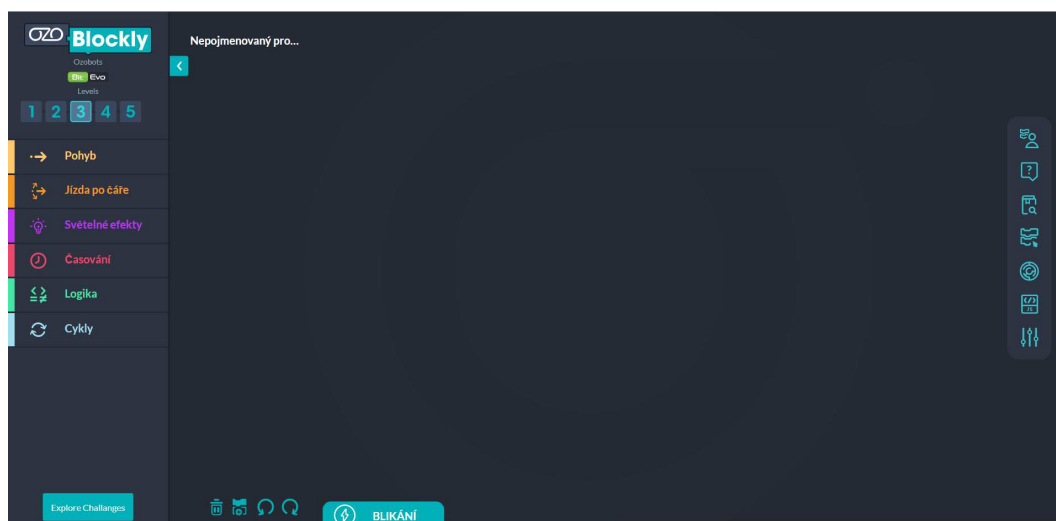 OZO Blockly
Ozobots
Bit Evo
Levels
1 2 3 4 5
Pohyb
Jízda po čáře
Světelné efekty
Časování
Logika
Cykly
Explore Challanges
Nepojmenovaný pro...
BLIKÁNÍ
?
</> JS